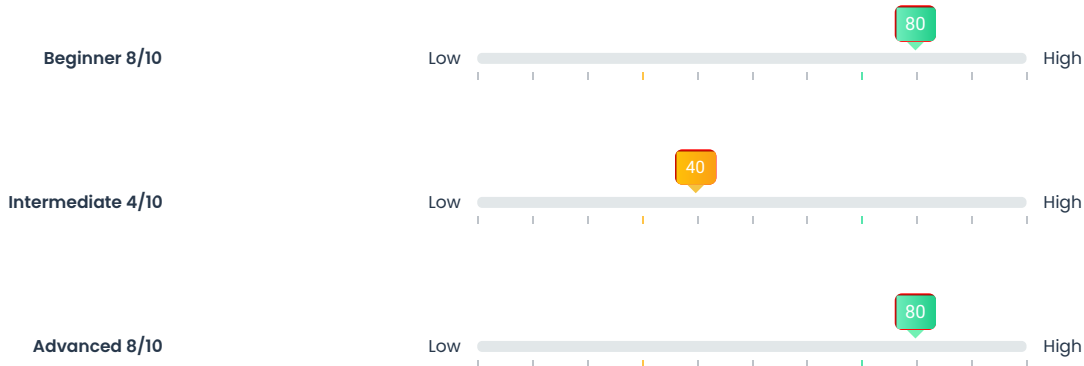 80
Beginner 8/10 Low High
40
Intermediate 4/10 Low High
80
Advanced 8/10 Low High